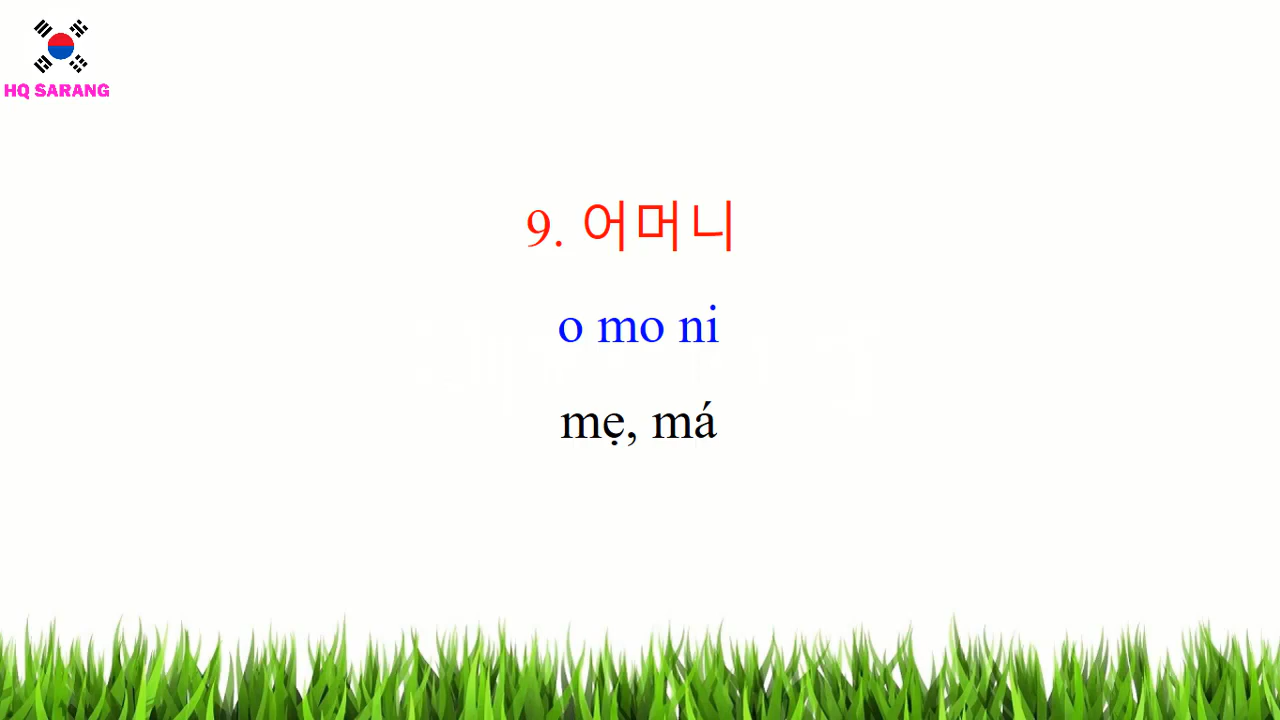 HQ SARANG
9. 어머니
o mo ni
mẹ, má